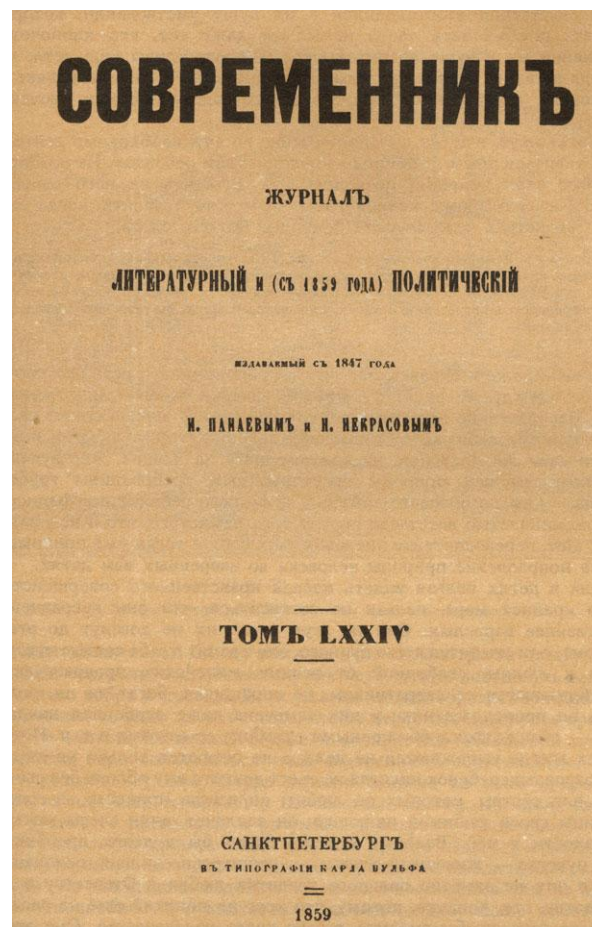 СОВРЕМЕННИКЪ
ЖУРНАЛЪ
ЛИТЕРАТУРНЫЙ И (СЪ 1859 ГОДА) ПОЛИТИЧЕСКІЙ
ИЗДАВАЕМЫЙ СЪ 1847 ГОДА
И. ПАНАЕВЫМЪ И Н. НЕКРАСОВЫМЪ
ТОМЪ LXXIV
САНКТПЕТЕРБУРГЪ
ВЪ ТИПОГРАФІИ КАРЛА ВУЛЬФА
1859